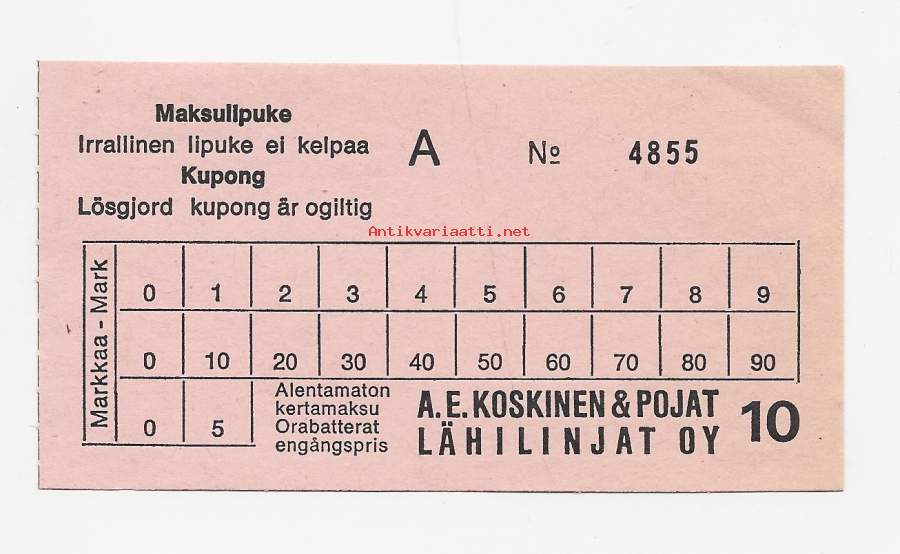 Maksulipuke
Irrallinen lipuke ei kelpaa
Kupong
Lösgjord kupong är ogiltig
A
No 4855
Antikvariaatti.net
Markkaa - Mark
0 1 2 3 4 5 6 7 8 9
0 10 20 30 40 50 60 70 80 90
0 5
Alentamaton
kertamaksu
Orabatterat
engångspris
A. E. KOSKINEN & POJAT
LÄHILINJAT OY
10